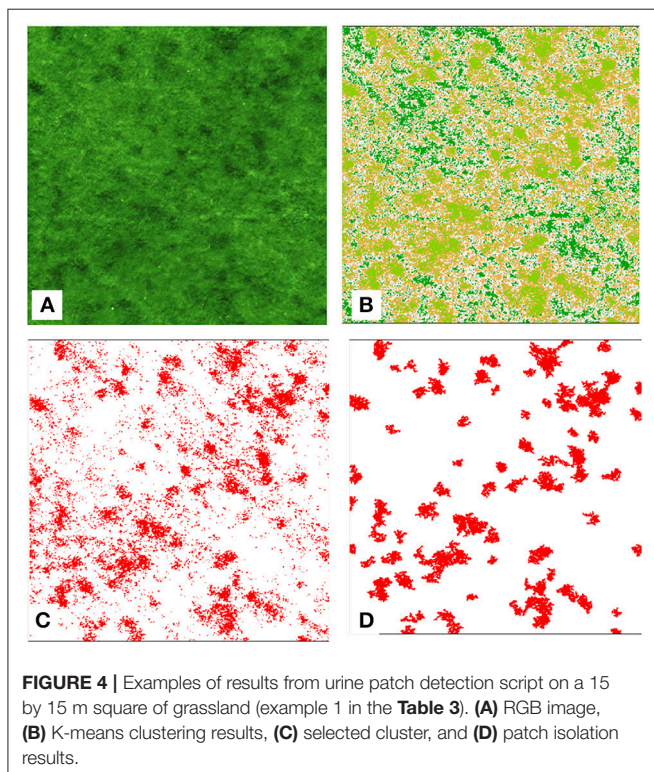 A
B
C
D
FIGURE 4 | Examples of results from urine patch detection script on a 15
by 15 m square of grassland (example 1 in the Table 3). (A) RGB image,
(B) K-means clustering results, (C) selected cluster, and (D) patch isolation
results.